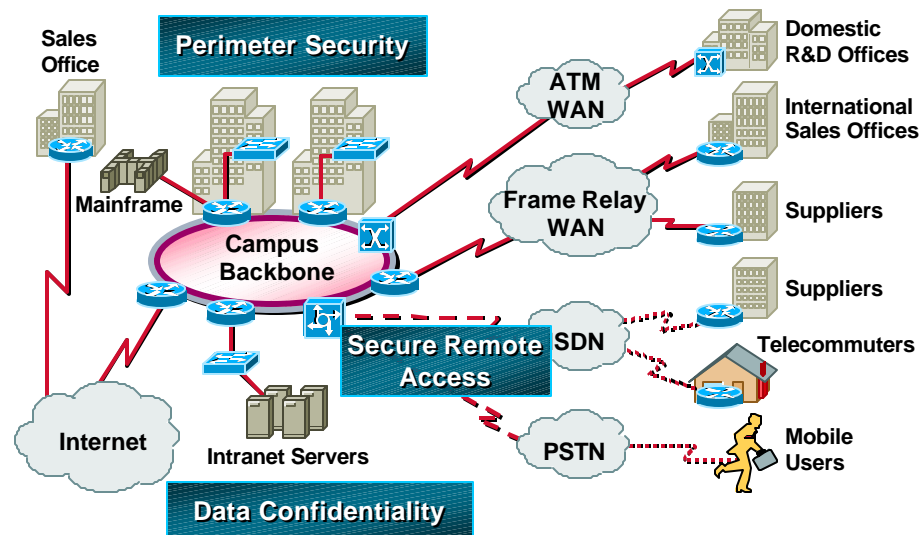 Sales
Office
Perimeter Security
Domestic
R&D Offices
ATM
WAN
International
Sales Offices
Mainframe
Frame Relay
WAN
Suppliers
Campus
Backbone
Suppliers
Secure Remote
Access
SDN
Telecommuters
Internet
Intranet Servers
PSTN
Mobile
Users
Data Confidentiality